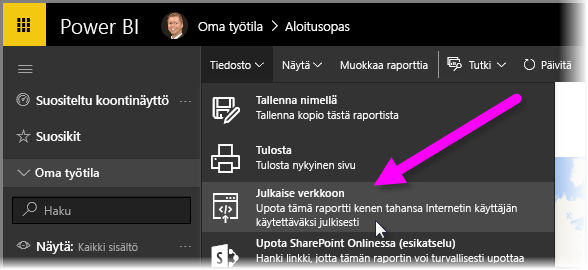 Power BI
Oma työtila > Aloitusopas
Tiedosto
Näytä
Muokkaa raporttia
Tutki
Päivitä
Suositeltu koontinäyttö
Suosikit
Oma työtila
Haku
Näytä: Kaikki sisältö
Tallenna nimellä
Tallenna kopio tästä raportista
Tulosta
Tulosta nykyinen sivu
Julkaise verkkoon
Upota tämä raportti kenen tahansa Internetin käyttäjän
käytettäväksi julkisesti
Upota SharePoint Onlinessa (esikatselu)
Hanki linkki, jotta tämän raportin voi turvallisesti upottaa